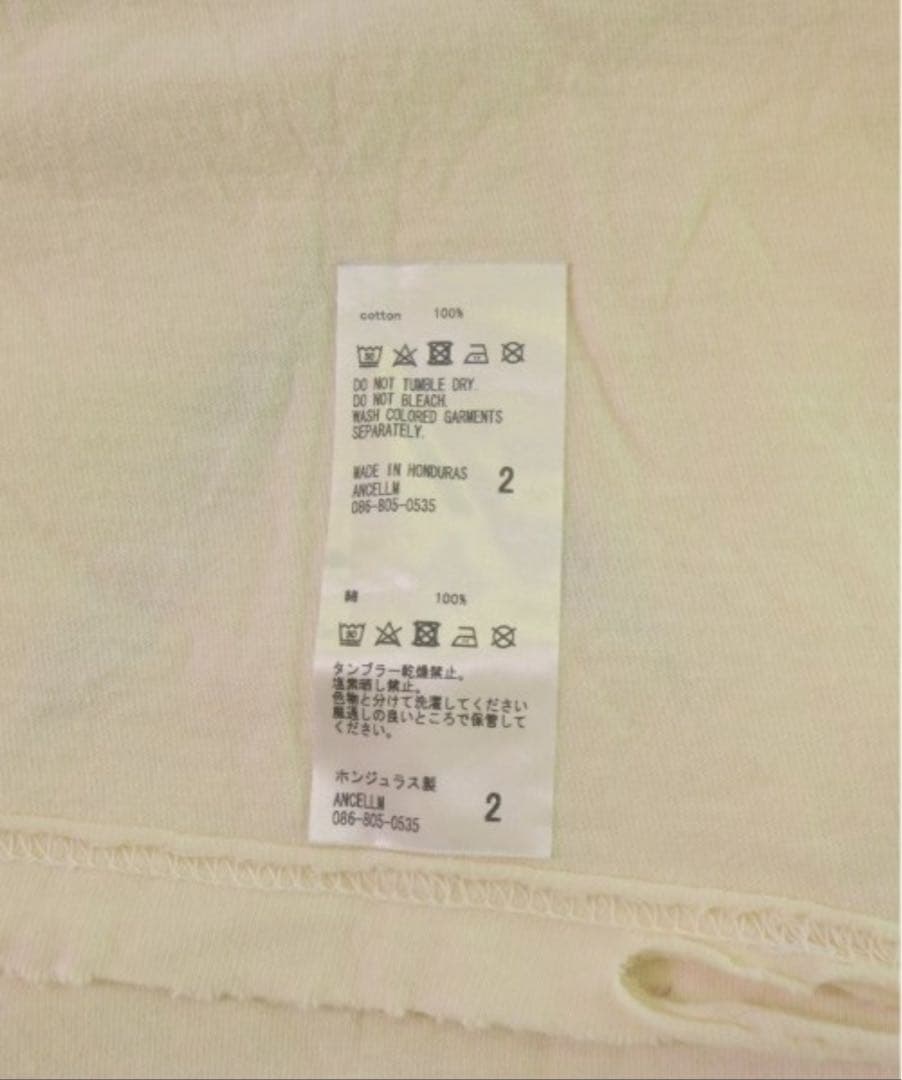 cotton 100%
DO NOT TUMBLE DRY.
DO NOT BLEACH.
WASH COLORED GARMENTS
SEPARATELY.
MADE IN HONDURAS
ANCELLM
086-805-0535
2
綿 100%
タンブラー乾燥禁止。
塩素晒し禁止。
色物と分けて洗濯してください
風通しの良いところで保管して
ください。
ホンジュラス製
ANCELLM
086-805-0535
2